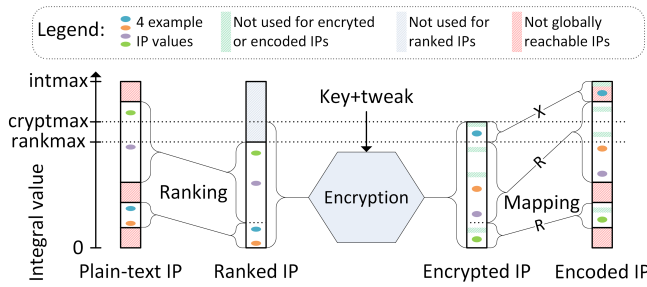 Legend:
4 example
IP values
Not used for encryted
or encoded IPs
Not used for
ranked IPs
Not globally
reachable IPs
intmax
cryptmax
rankmax
0
Integral value
Key+tweak
Ranking
Encryption
X
R
Mapping
R
Plain-text IP
Ranked IP
Encrypted IP
Encoded IP